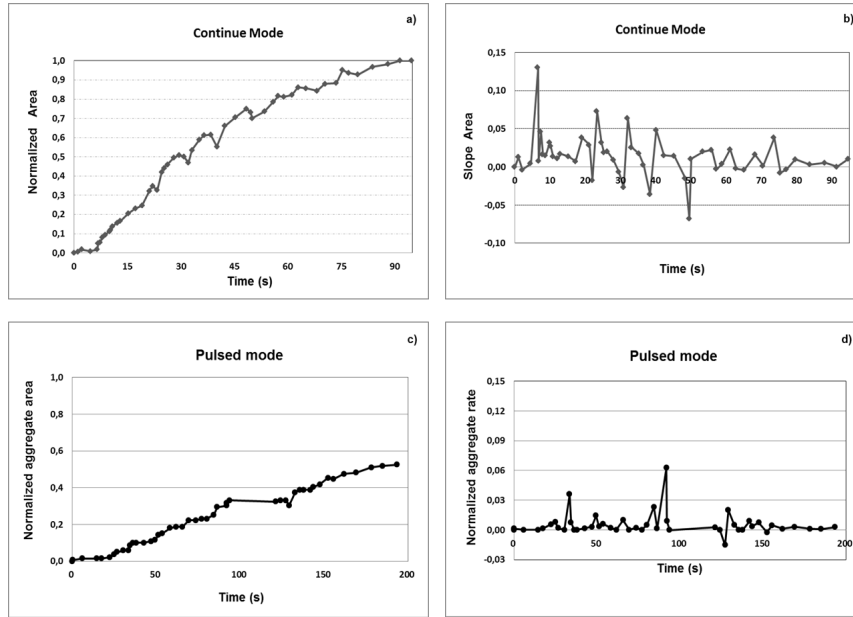 a)
Continue Mode
Normalized Area
1,0
0,9
0,8
0,7
0,6
0,5
0,4
0,3
0,2
0,1
0,0
0 15 30 45 60 75 90
Time (s)
b)
Continue Mode
Slope Area
0,15
0,10
0,05
0,00
-0,05
-0,10
0 10 20 30 40 50 60 70 80 90
Time (s)
c)
Pulsed mode
Normalized aggregate area
1,0
0,8
0,6
0,4
0,2
0,0
0 50 100 150 200
Time (s)
d)
Pulsed mode
Normalized aggregate rate
0,15
0,12
0,09
0,06
0,03
0,00
-0,03
0 50 100 150 200
Time (s)